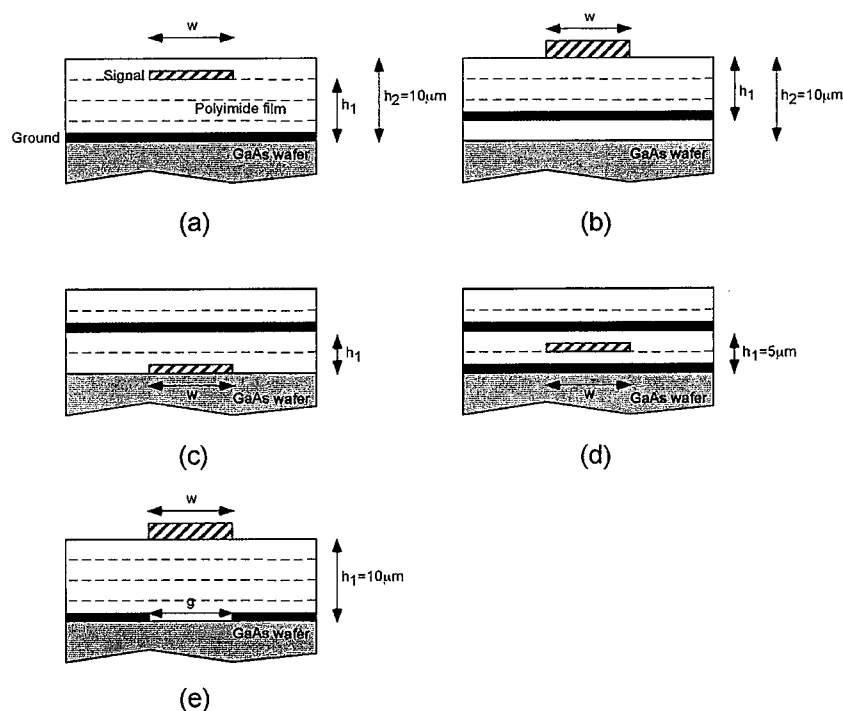 w
Signal
Polyimide film
h1
h2=10μm
Ground
GaAs wafer
(a)
w
h1
h2=10μm
GaAs wafer
(b)
h1
w
GaAs wafer
(c)
h1=5μm
w
GaAs wafer
(d)
w
h1=10μm
g
GaAs wafer
(e)